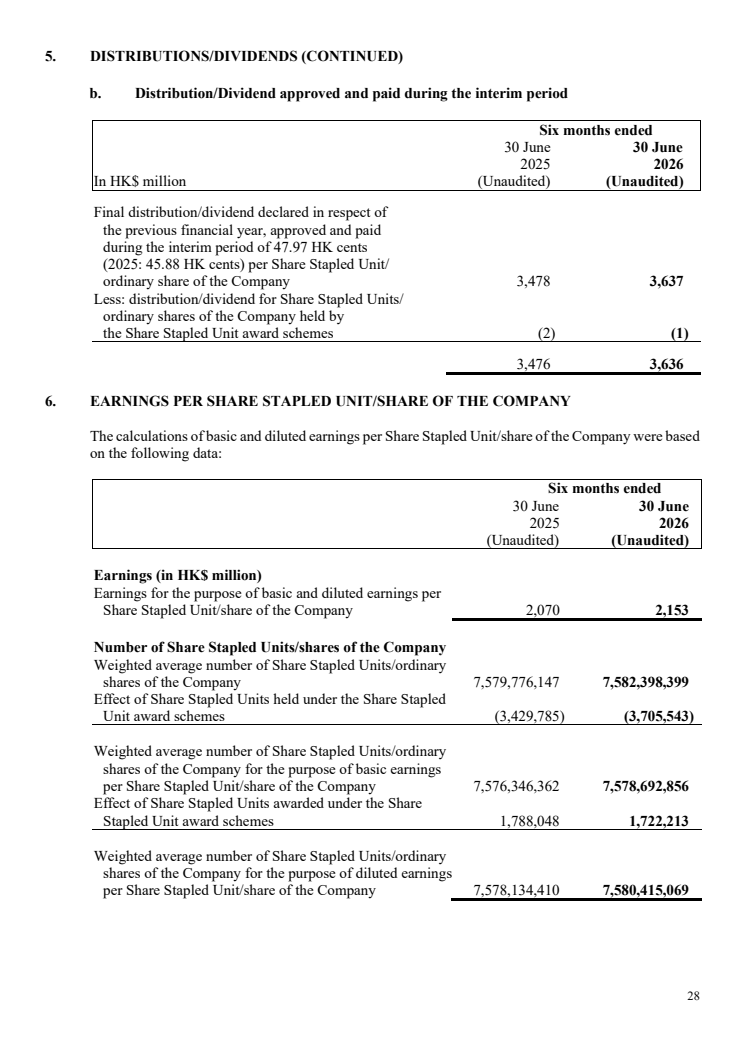 5. DISTRIBUTIONS/DIVIDENDS (CONTINUED)
b. Distribution/Dividend approved and paid during the interim period
Six months ended
30 June 30 June
2025 2026
In HK$ million (Unaudited) (Unaudited)
Final distribution/dividend declared in respect of
the previous financial year, approved and paid
during the interim period of 47.97 HK cents
(2025: 45.88 HK cents) per Share Stapled Unit/
ordinary share of the Company 3,478 3,637
Less: distribution/dividend for Share Stapled Units/
ordinary shares of the Company held by
the Share Stapled Unit award schemes (2) (1)
3,476 3,636
6. EARNINGS PER SHARE STAPLED UNIT/SHARE OF THE COMPANY
The calculations of basic and diluted earnings per Share Stapled Unit/share of the Company were based
on the following data:
Six months ended
30 June 30 June
2025 2026
(Unaudited) (Unaudited)
Earnings (in HK$ million)
Earnings for the purpose of basic and diluted earnings per
Share Stapled Unit/share of the Company 2,070 2,153
Number of Share Stapled Units/shares of the Company
Weighted average number of Share Stapled Units/ordinary
shares of the Company 7,579,776,147 7,582,398,399
Effect of Share Stapled Units held under the Share Stapled
Unit award schemes (3,429,785) (3,705,543)
Weighted average number of Share Stapled Units/ordinary
shares of the Company for the purpose of basic earnings
per Share Stapled Unit/share of the Company 7,576,346,362 7,578,692,856
Effect of Share Stapled Units awarded under the Share
Stapled Unit award schemes 1,788,048 1,722,213
Weighted average number of Share Stapled Units/ordinary
shares of the Company for the purpose of diluted earnings
per Share Stapled Unit/share of the Company 7,578,134,410 7,580,415,069
28